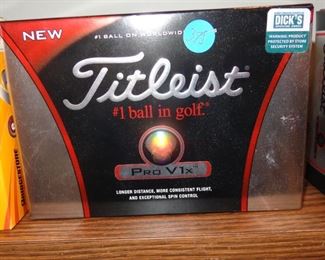 NEW
#1 BALL ON WORLDWIDE
DICK'S
WARNING: PRODUCT
PROTECTED BY STORE
SECURITY SYSTEM
Titleist
#1 ball in golf.
PRO V1x
LONGER DISTANCE, MORE CONSISTENT FLIGHT,
AND EXCEPTIONAL SPIN CONTROL
BRIDGESTONE